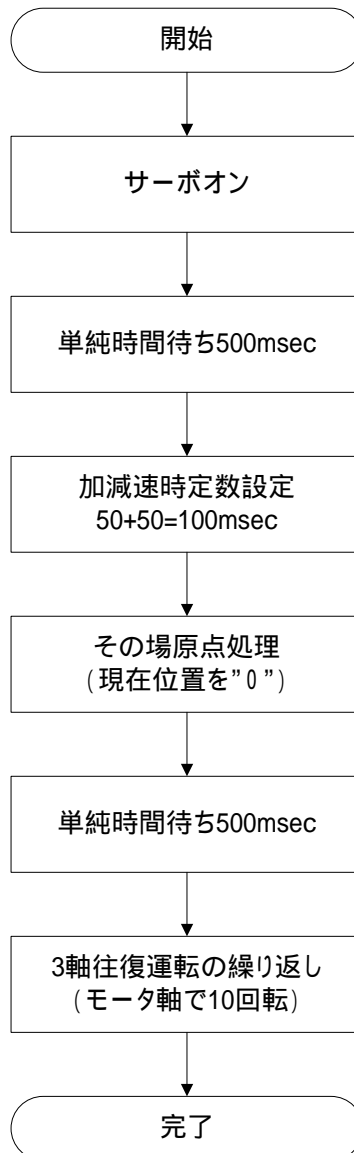 開始
サーボオン
単純時間待ち500msec
加減速時定数設定
50+50=100msec
その場原点処理
(現在位置を”0”)
単純時間待ち500msec
3軸往復運転の繰り返し
(モータ軸で10回転)
完了